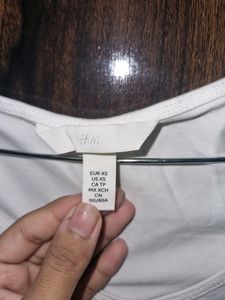 H&M
EUR XS
US XS
CA TP
MX XCH
CN
155/80A